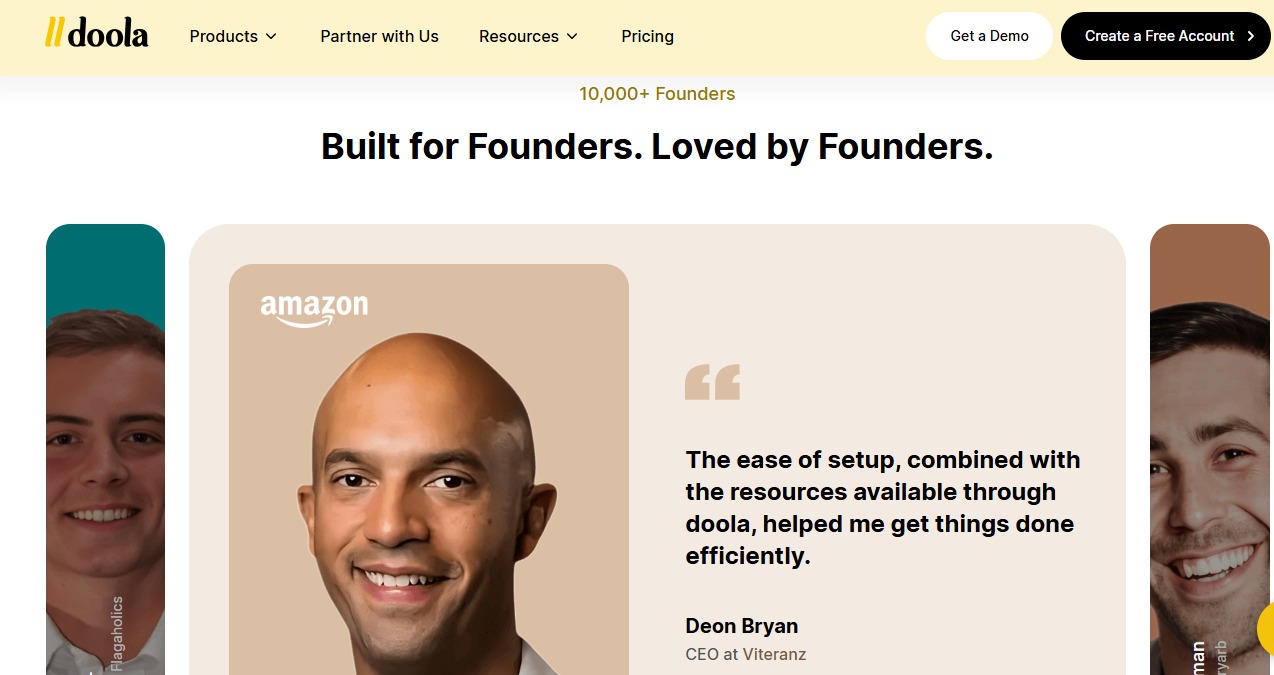 doola
Products
Partner with Us
Resources
Pricing
Get a Demo
Create a Free Account
10,000+ Founders
Built for Founders. Loved by Founders.
Flagaholics
amazon
The ease of setup, combined with
the resources available through
doola, helped me get things done
efficiently.
Deon Bryan
CEO at Viteranz